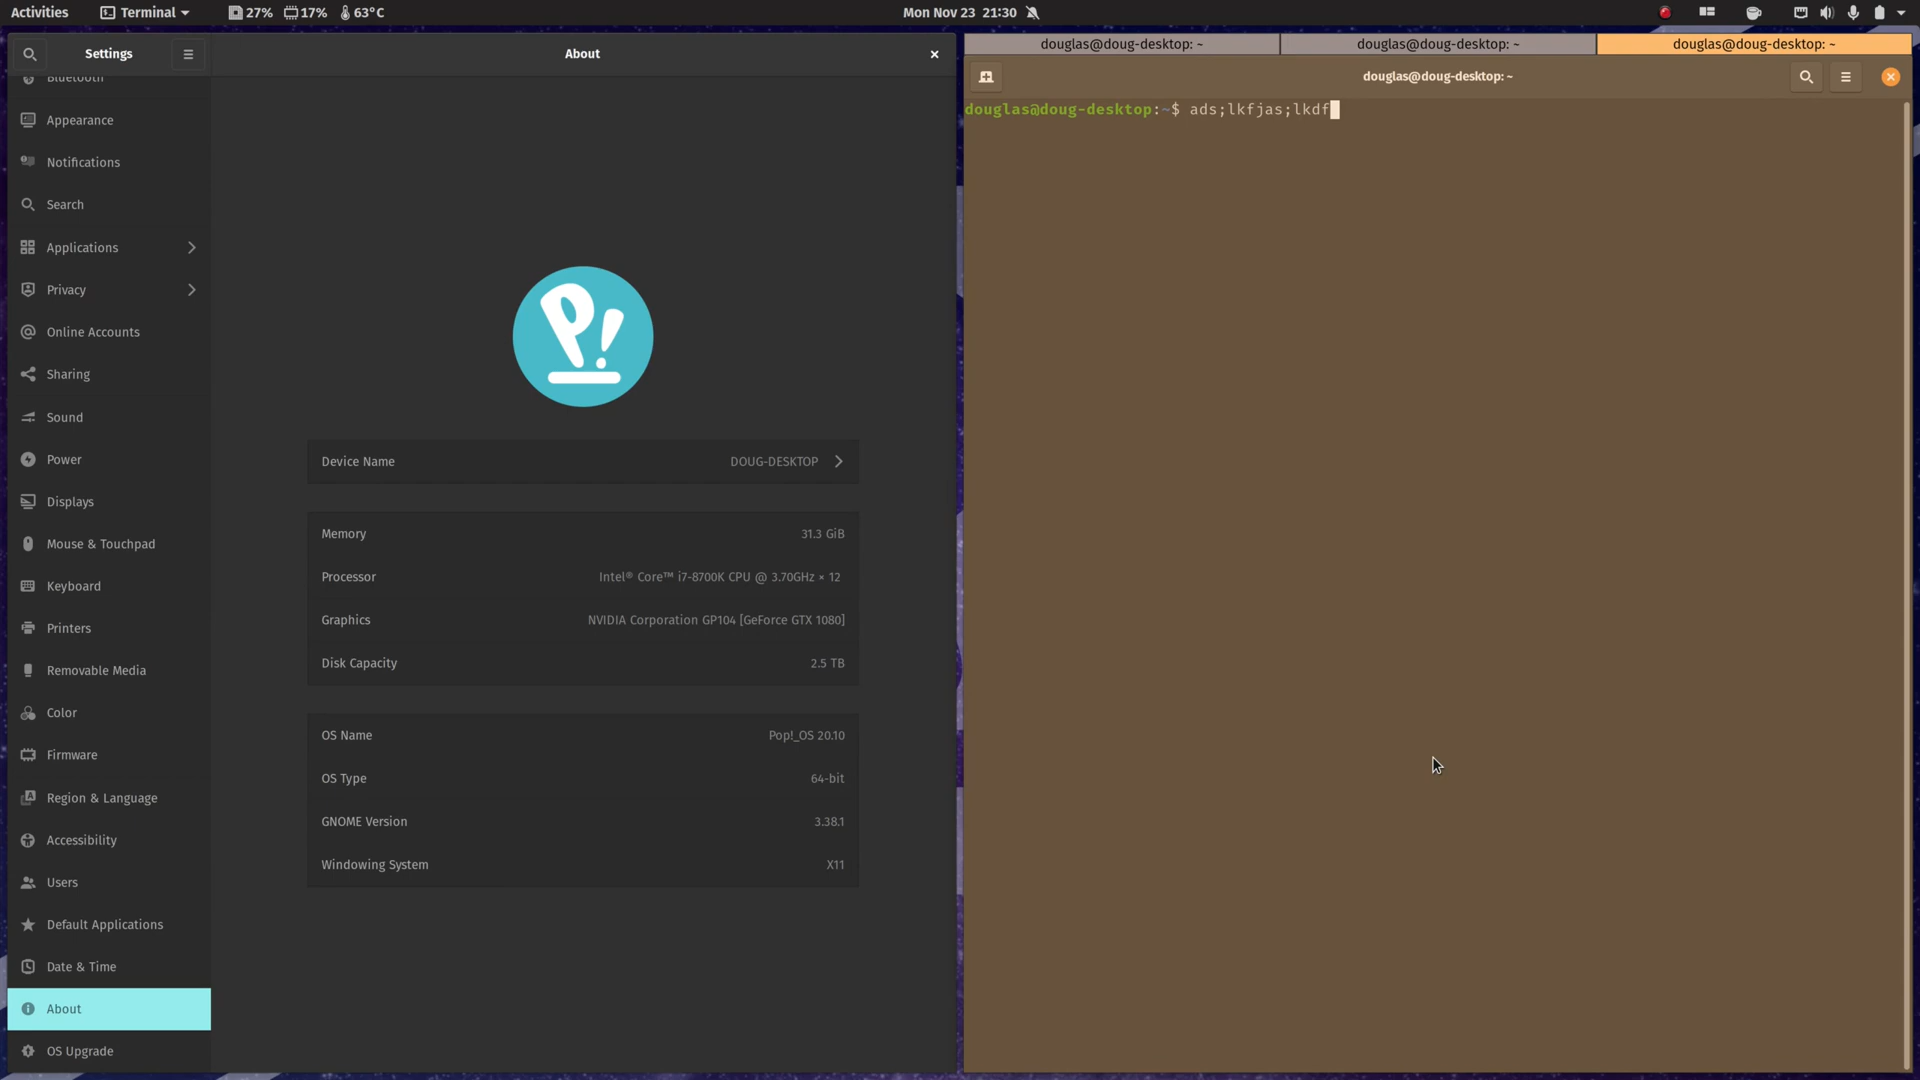 Activities
Terminal
27%
17%
63°C
Mon Nov 23 21:30
Settings
About
Bluetooth
Appearance
Notifications
Search
Applications
Privacy
Online Accounts
Sharing
Sound
Power
Displays
Mouse & Touchpad
Keyboard
Printers
Removable Media
Color
Firmware
Region & Language
Accessibility
Users
Default Applications
Date & Time
About
OS Upgrade
P!
Device Name DOUG-DESKTOP
Memory 31.3 GiB
Processor Intel® Core™ i7-8700K CPU @ 3.70GHz × 12
Graphics NVIDIA Corporation GP104 [GeForce GTX 1080]
Disk Capacity 2.5 TB
OS Name Pop!_OS 20.10
OS Type 64-bit
GNOME Version 3.38.1
Windowing System X11
douglas@doug-desktop: ~
douglas@doug-desktop: ~
douglas@doug-desktop: ~
douglas@doug-desktop: ~
douglas@doug-desktop:~$ ads;lkfjas;lkdf